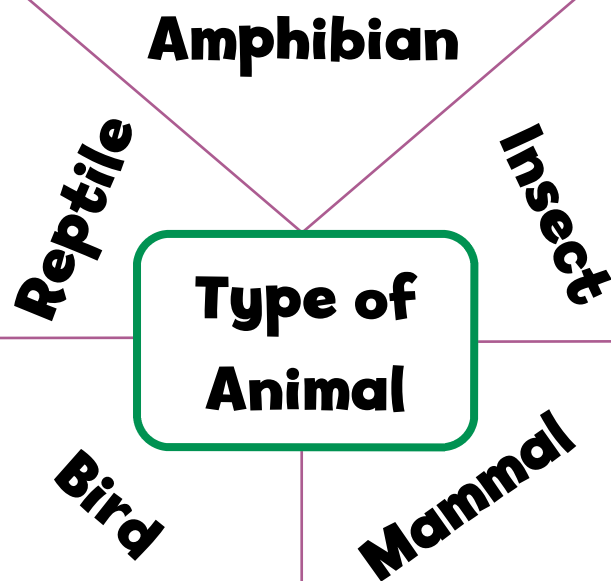 Amphibian
Reptile
Insect
Type of
Animal
Bird
Mammal